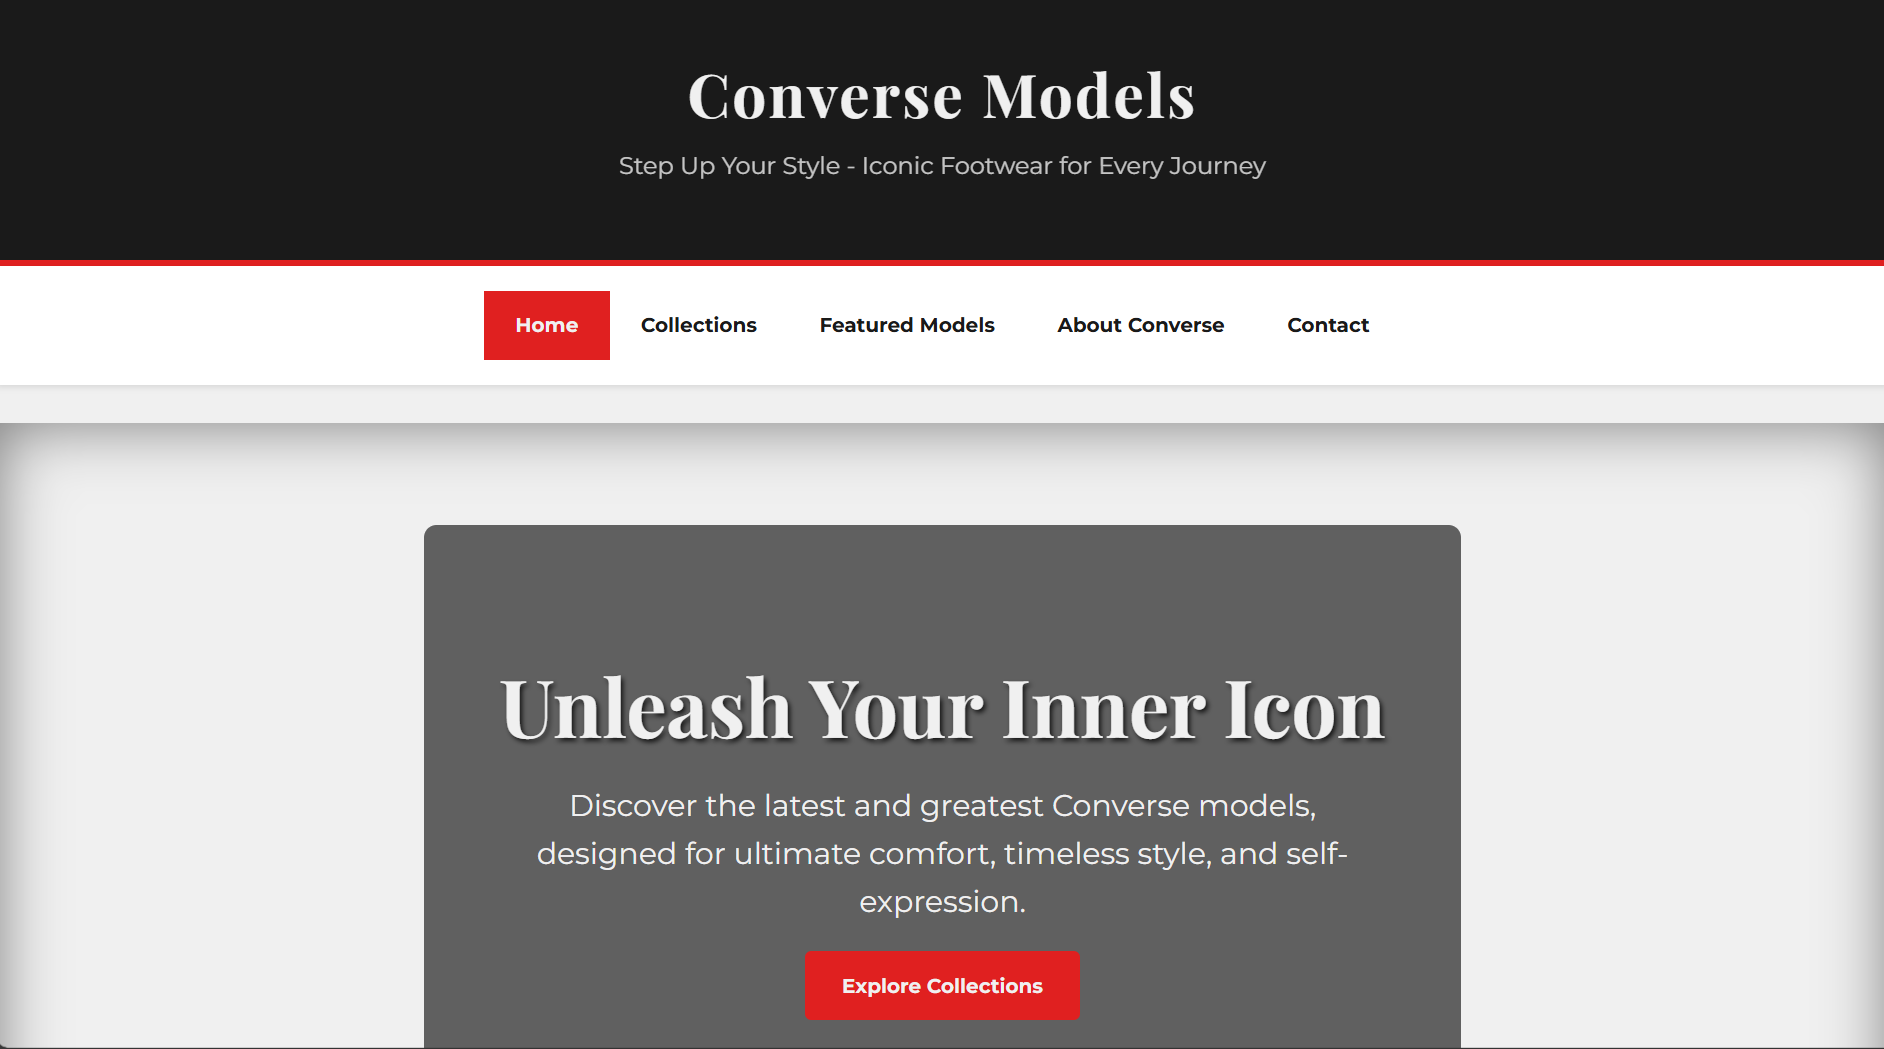 Converse Models
Step Up Your Style - Iconic Footwear for Every Journey
Home Collections Featured Models About Converse Contact
Unleash Your Inner Icon
Discover the latest and greatest Converse models,
designed for ultimate comfort, timeless style, and self-
expression.
Explore Collections